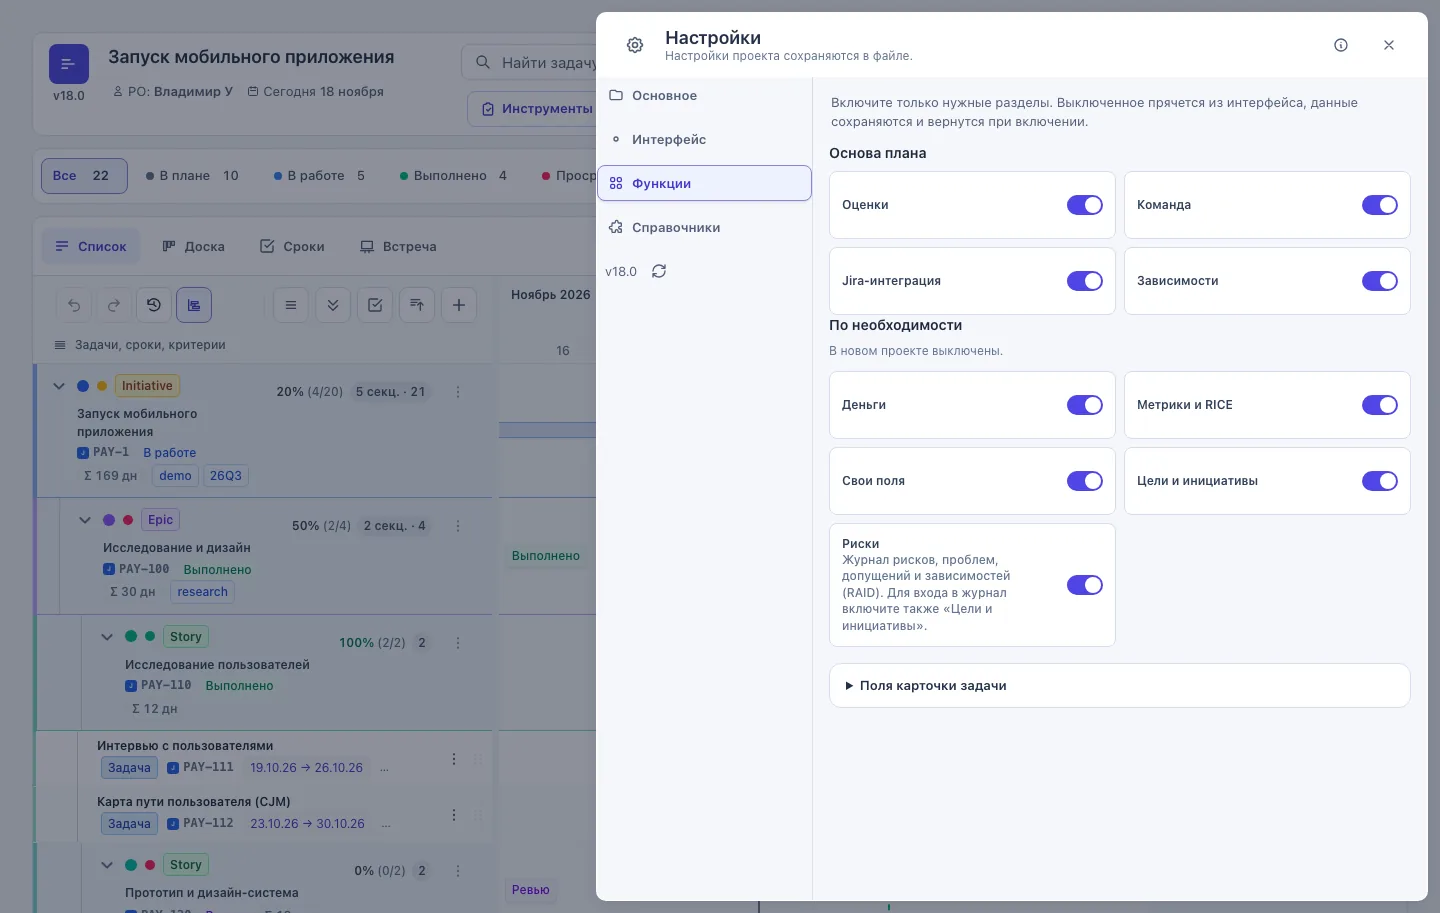 Запуск мобильного приложения
v18.0
РО: Владимир У
Сегодня 18 ноября
Найти задачу
Инструменты
Все 22
В плане 10
В работе 5
Выполнено 4
Список
Доска
Сроки
Встреча
Ноябрь 2026
Задачи, сроки, критерии
16
Initiative
20% (4/20)
5 секц. · 21
Запуск мобильного
приложения
PAY-1 В работе
Σ 169 дн demo 26Q3
Epic
50% (2/4)
2 секц. · 4
Исследование и дизайн
PAY-100 Выполнено
Σ 30 дн research
Выполнено
Story
100% (2/2) 2
Исследование пользователей
PAY-110 Выполнено
Σ 12 дн
Интервью с пользователями
Задача PAY-111 19.10.26 → 26.10.26 ...
Карта пути пользователя (CJM)
Задача PAY-112 23.10.26 → 30.10.26 ...
Story
0% (0/2) 2
Прототип и дизайн-система
Ревью
Настройки
Настройки проекта сохраняются в файле.
Основное
Интерфейс
Функции
Справочники
v18.0
Включите только нужные разделы. Выключенное прячется из интерфейса, данные
сохраняются и вернутся при включении.
Основа плана
Оценки
Команда
Jira-интеграция
Зависимости
По необходимости
В новом проекте выключены.
Деньги
Метрики и RICE
Свои поля
Цели и инициативы
Риски
Журнал рисков, проблем,
допущений и зависимостей
(RAID). Для входа в журнал
включите также «Цели и
инициативы».
Поля карточки задачи